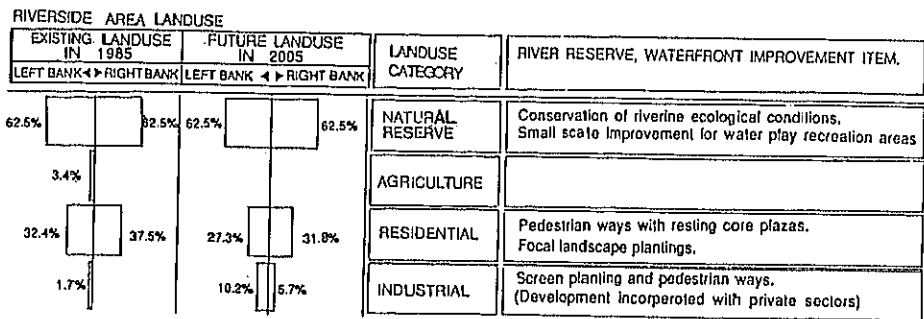 RIVERSIDE AREA LANDUSE
EXISTING LANDUSE IN 1985
FUTURE LANDUSE IN 2005
LANDUSE CATEGORY
RIVER RESERVE, WATERFRONT IMPROVEMENT ITEM.
LEFT BANK ◄ ► RIGHT BANK
LEFT BANK ◄ ► RIGHT BANK
62.5% 62.5% 62.5% 62.5%
NATURAL RESERVE
Conservation of riverine ecological conditions.
Small scale Improvement for water play recreation areas
3.4%
AGRICULTURE
32.4% 37.5% 27.3% 31.8%
RESIDENTIAL
Pedestrian ways with resting core plazas.
Focal landscape plantings.
1.7% 10.2% 5.7%
INDUSTRIAL
Screen planting and pedestrian ways.
(Development incorporated with private sectors)